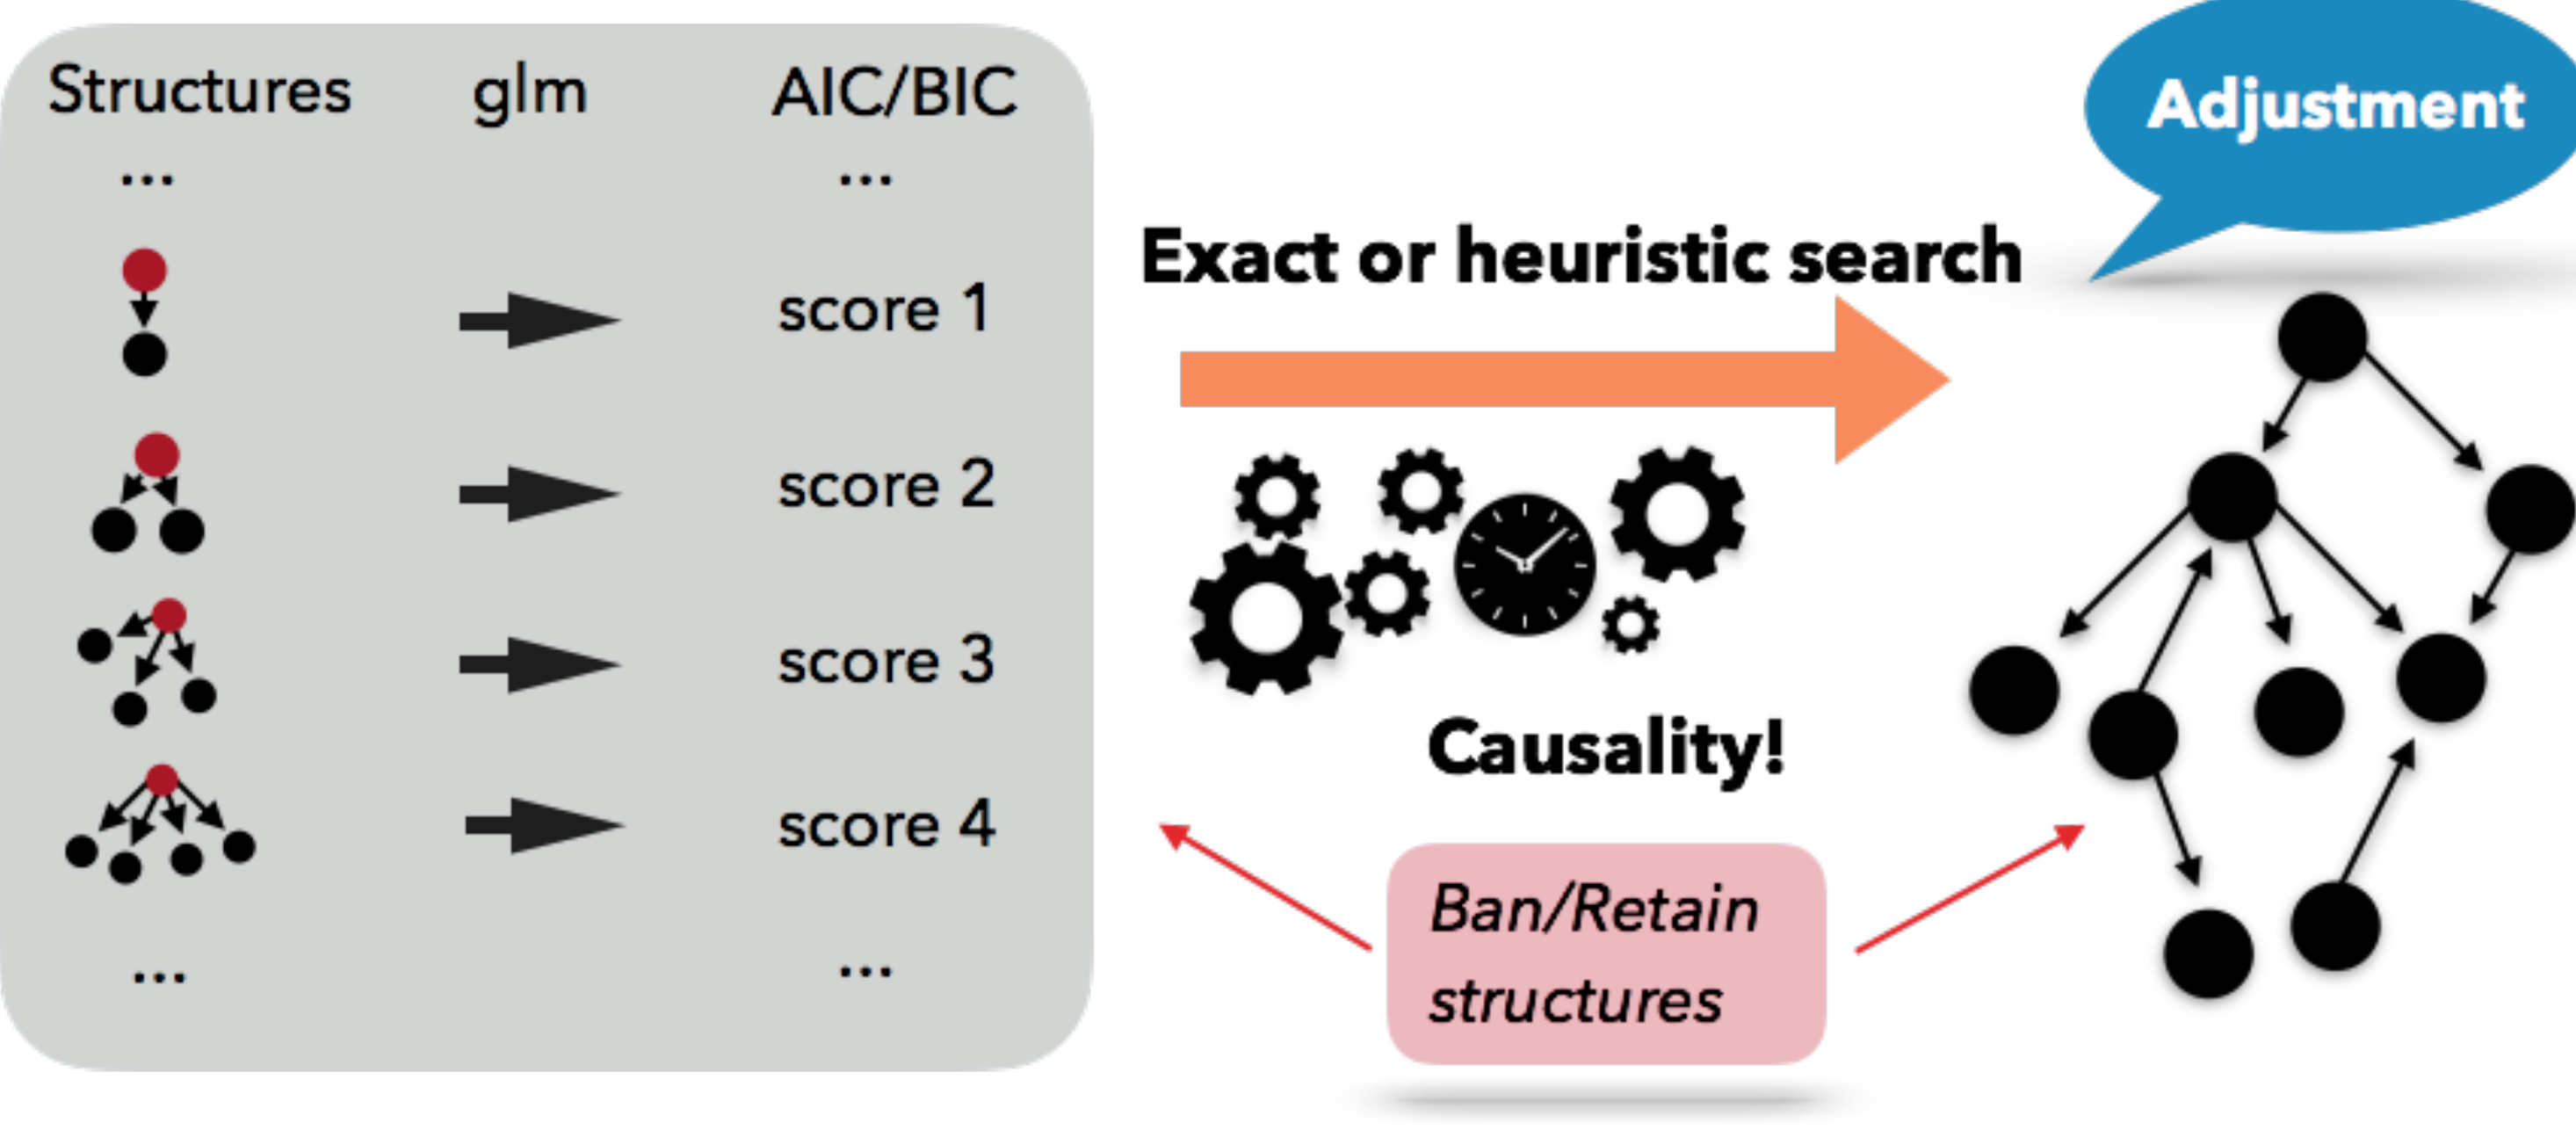 Structures glm AIC/BIC
... ...
score 1
score 2
score 3
score 4
... ...
Exact or heuristic search
Causality!
Ban/Retain
structures
Adjustment